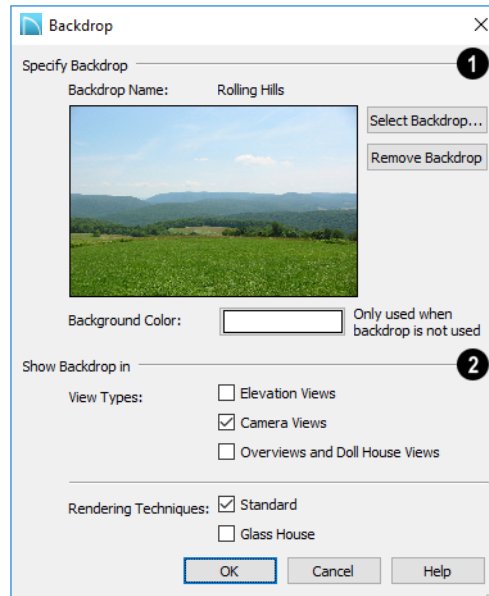 Backdrop
Specify Backdrop
1
Backdrop Name: Rolling Hills
Select Backdrop...
Remove Backdrop
Background Color:
Only used when
backdrop is not used
Show Backdrop in
2
View Types:
Elevation Views
Camera Views
Overviews and Doll House Views
Rendering Techniques:
Standard
Glass House
OK Cancel Help